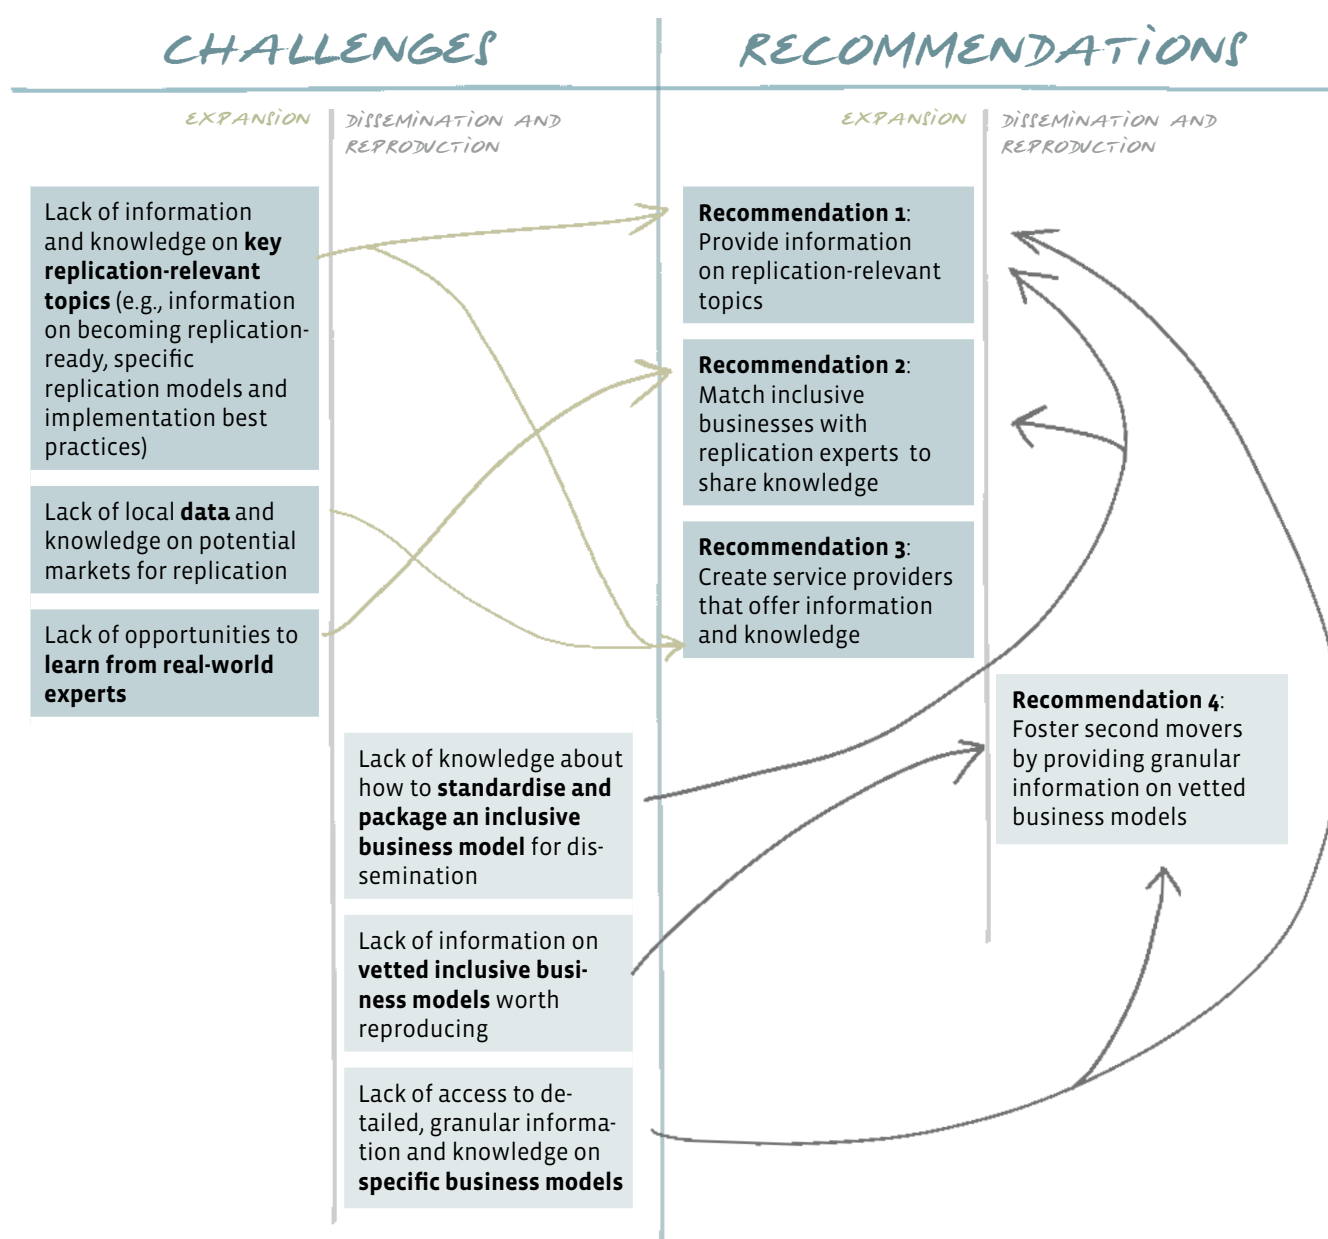 CHALLENGES
RECOMMENDATIONS
EXPANSION
DISSEMINATION AND
REPRODUCTION
EXPANSION
DISSEMINATION AND
REPRODUCTION
Lack of information
and knowledge on key
replication-relevant
topics (e.g., information
on becoming replication-
ready, specific
replication models and
implementation best
practices)
Lack of local data and
knowledge on potential
markets for replication
Lack of opportunities to
learn from real-world
experts
Lack of knowledge about
how to standardise and
package an inclusive
business model for dis-
semination
Lack of information on
vetted inclusive busi-
ness models worth
reproducing
Lack of access to de-
tailed, granular informa-
tion and knowledge on
specific business models
Recommendation 1:
Provide information
on replication-relevant
topics
Recommendation 2:
Match inclusive
businesses with
replication experts to
share knowledge
Recommendation 3:
Create service providers
that offer information
and knowledge
Recommendation 4:
Foster second movers
by providing granular
information on vetted
business models